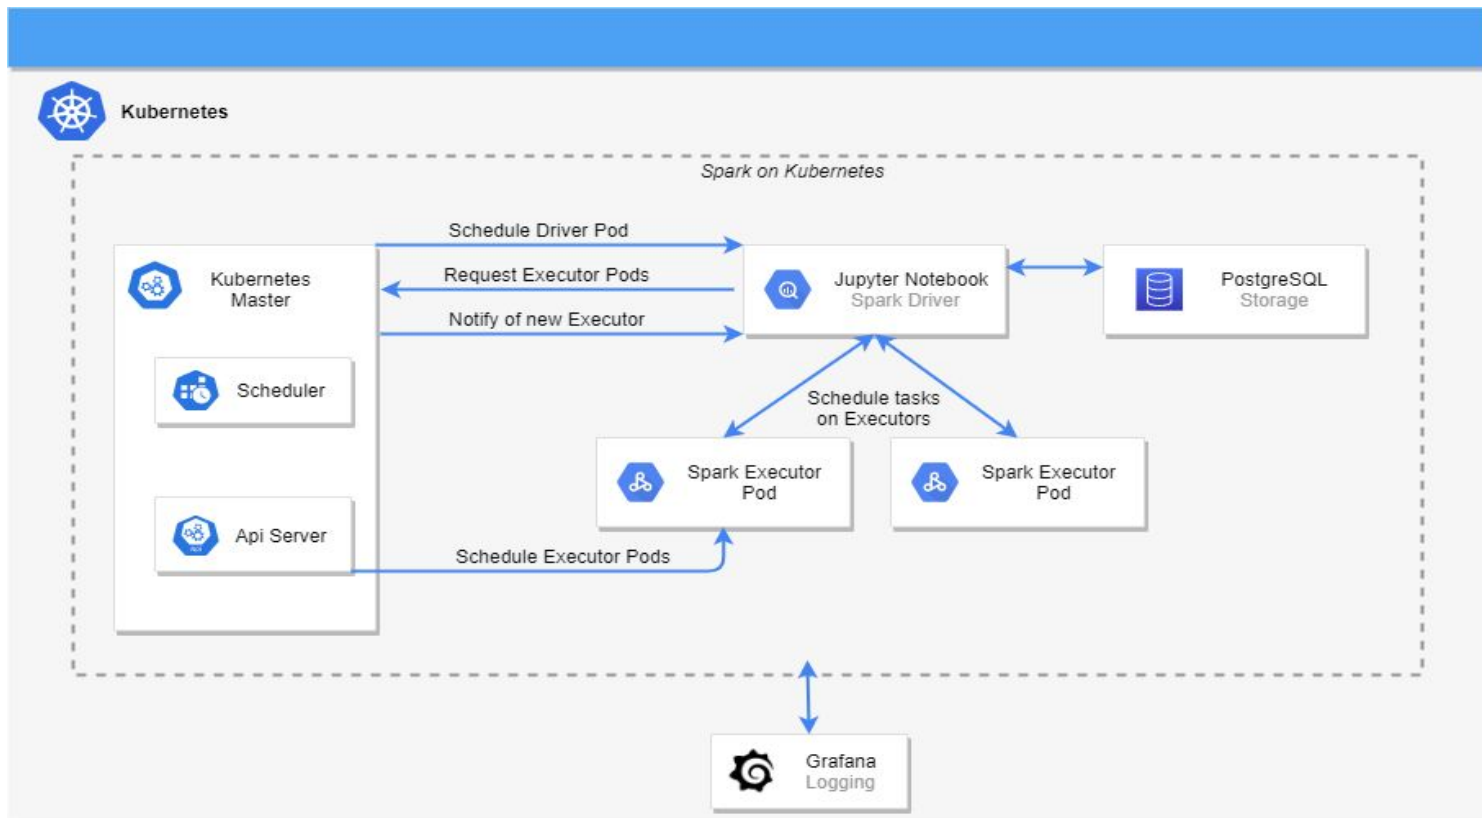 Kubernetes
Spark on Kubernetes
Schedule Driver Pod
Request Executor Pods
Notify of new Executor
Kubernetes
Master
Jupyter Notebook
Spark Driver
PostgreSQL
Storage
Scheduler
Schedule tasks
on Executors
Spark Executor
Pod
Spark Executor
Pod
Api Server
Schedule Executor Pods
Grafana
Logging